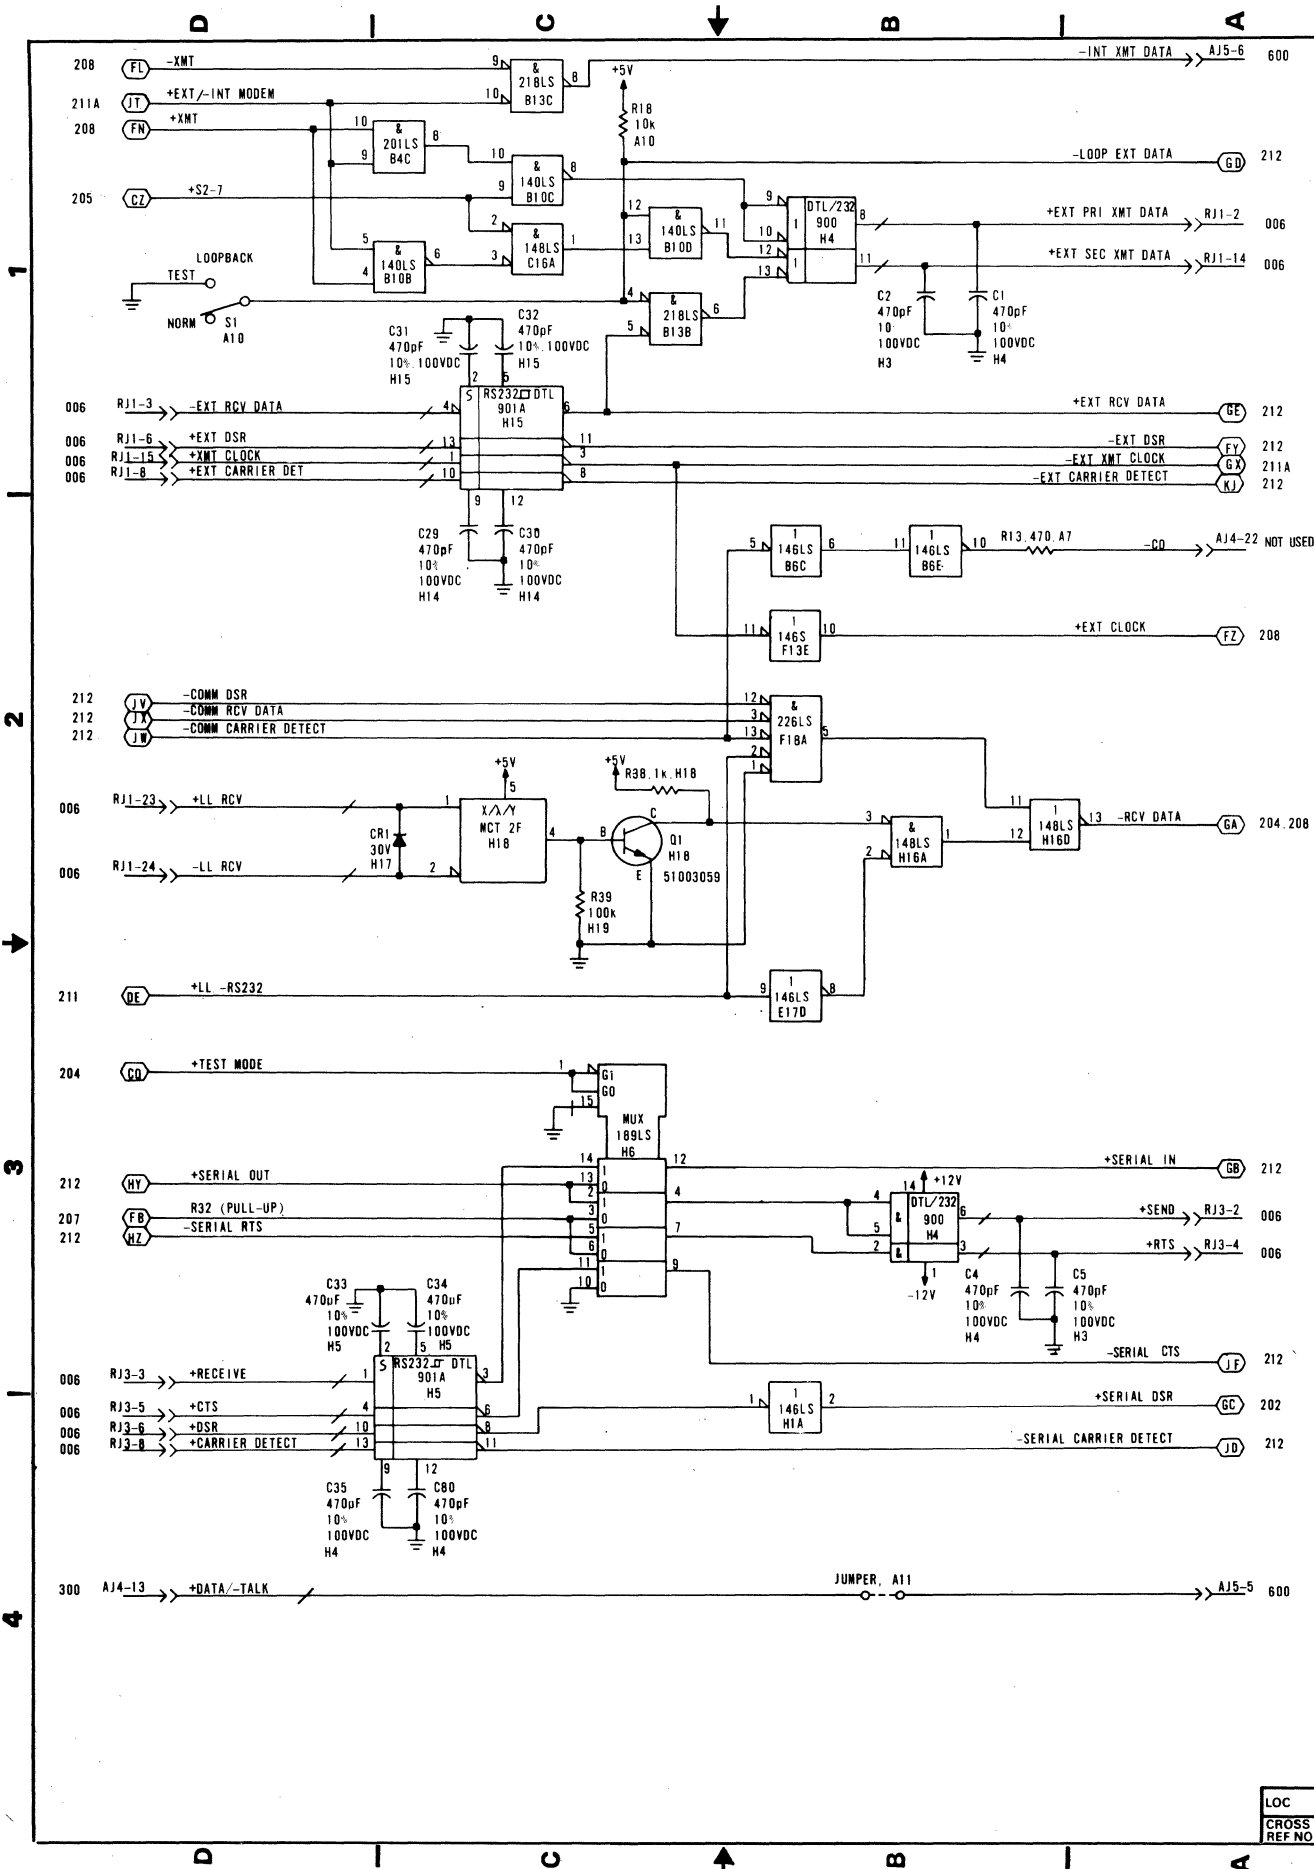 D C B A
208 FL -XMT 9 & 218LS B13C 8 -INT XMT DATA AJ5-6 600
211A JT +EXT/-INT MODEM 10
+5V
R18
10k
A10
208 FN +XMT 10 & 201LS B4C 8
9
10 & 140LS B10C 8
-LOOP EXT DATA GD 212
205 CZ +S2-7 9
2 & 148LS C16A 1
3
12 & 140LS B10D 11
13
9 DTL/232 8 +EXT PRI XMT DATA RJ1-2 006
10 1 900 H4
12 1 11 +EXT SEC XMT DATA RJ1-14 006
13
5 & 140LS B10B 6
4
1
LOOPBACK
TEST
NORM S1
A10
4 & 218LS B13B 6
5
C2
470pF
10
100VDC
H3
C1
470pF
10%
100VDC
H4
C31
470pF
10%.100VDC
H15
C32
470pF
10%.100VDC
H15
2 6
S RS232 DTL
901A
H15
006 RJ1-3 -EXT RCV DATA 4 6 +EXT RCV DATA GE 212
006 RJ1-6 +EXT DSR 13 11 -EXT DSR FY 212
006 RJ1-15 +XMT CLOCK 1 3 -EXT XMT CLOCK GX 211A
006 RJ1-8 +EXT CARRIER DET 10 8 -EXT CARRIER DETECT KJ 212
9 12
C29
470pF
10%
100VDC
H14
C30
470pF
10%
100VDC
H14
5 1 146LS B6C 6 11 1 146LS B6E 10 R13.470.A7 -CD AJ4-22 NOT USED
11 1 146S F13E 10 +EXT CLOCK FZ 208
2
212 JV -COMM DSR 12
212 JX -COMM RCV DATA 3
212 JW -COMM CARRIER DETECT 13
2
1
& 226LS F18A 5
+5V
5
+5V
R38.1k.H18
006 RJ1-23 +LL RCV 1
CR1
30V
H17
X/λ/Y
MCT 2F
H18
4
B C E
Q1
H18
51003059
3 & 148LS H16A 1
2
11 1 148LS H16D 13 -RCV DATA GA 204.208
12
006 RJ1-24 -LL RCV 2
R39
100k
H19
211 DE +LL -RS232 9 1 146LS E17D 8
204 CQ +TEST MODE 1 G1
G0
15
MUX
189LS
H6
3
14 1 12 +SERIAL IN GB 212
212 HY +SERIAL OUT 13 0
2 1 4
207 FB R32 (PULL-UP) 3 0
212 HZ -SERIAL RTS 5 1 7
6 0
11 1 9
10 0
14 +12V
4 DTL/232 6 +SEND RJ3-2 006
5 & 900 H4
2 & 3 +RTS RJ3-4 006
1
-12V
C4
470pF
10%
100VDC
H4
C5
470pF
10%
100VDC
H3
C33
470pF
10%
100VDC
H5
C34
470pF
10%
100VDC
H5
2 5
S RS232 DTL
901A
H5
-SERIAL CTS JF 212
006 RJ3-3 +RECEIVE 1 3
006 RJ3-5 +CTS 4 6
006 RJ3-6 +DSR 10 8
006 RJ3-8 +CARRIER DETECT 13 11
1 1 146LS H1A 2 +SERIAL DSR GC 202
-SERIAL CARRIER DETECT JD 212
9 12
C35
470pF
10%
100VDC
H4
C80
470pF
10%
100VDC
H4
300 AJ4-13 +DATA/-TALK JUMPER, A11 AJ5-5 600
4
LOC
CROSS
REF NO
D C B A